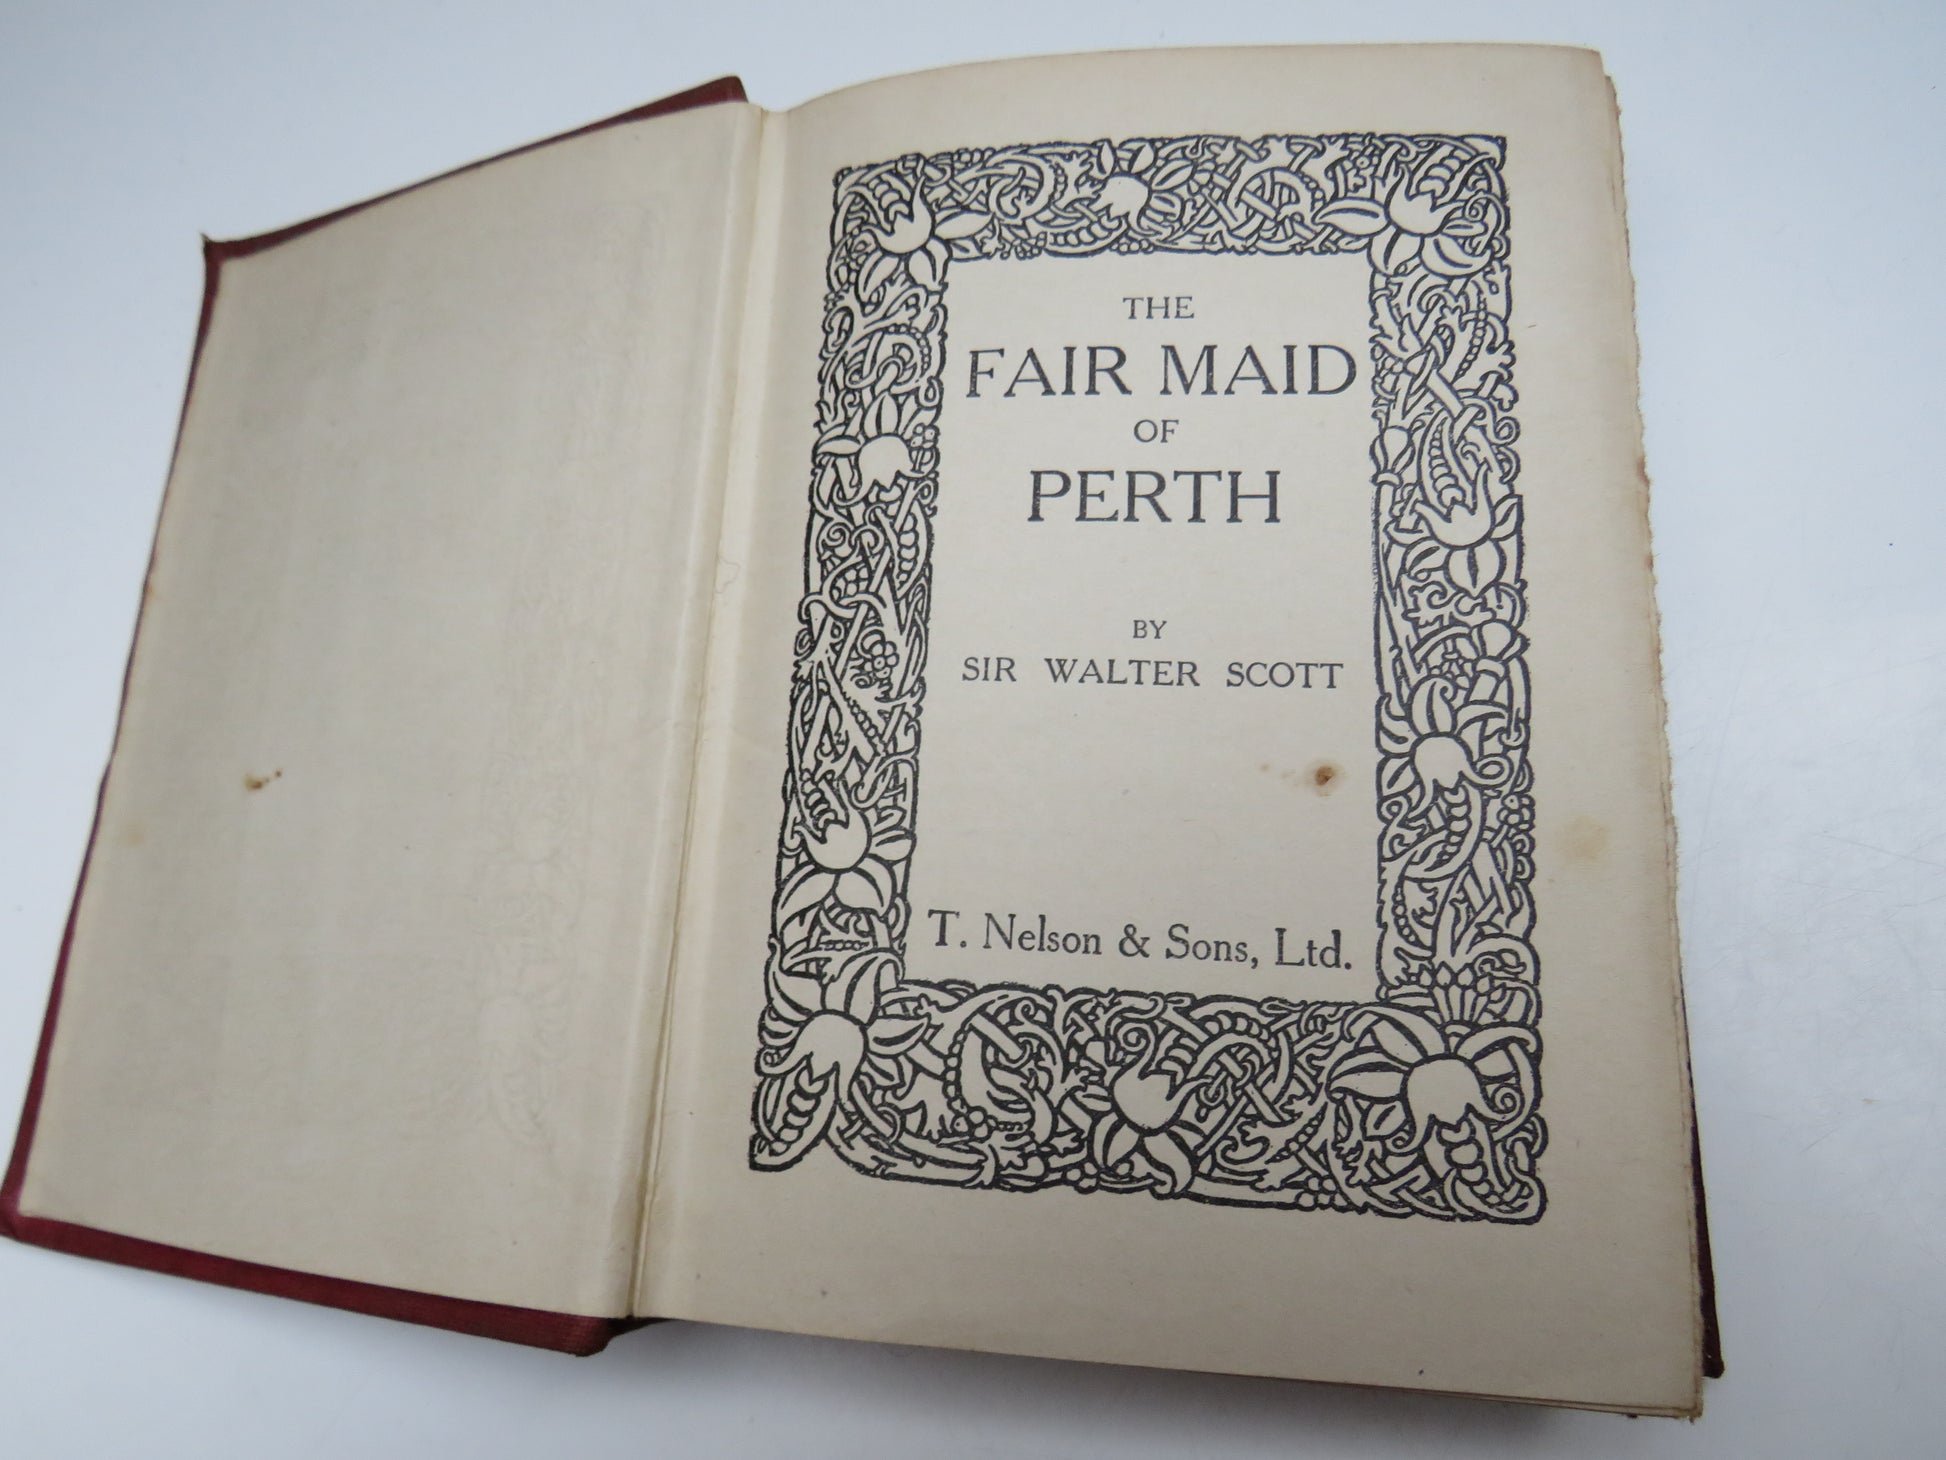 THE
FAIR MAID
OF
PERTH
BY
SIR WALTER SCOTT
T. Nelson & Sons, Ltd.